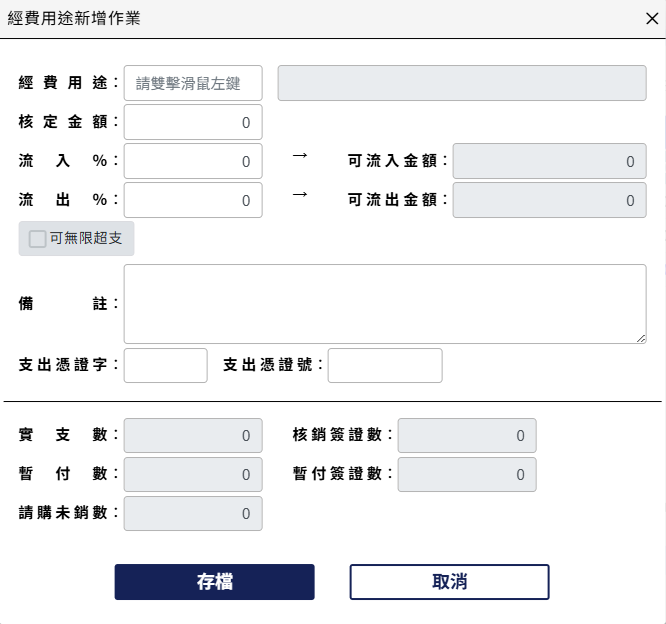 經費用途新增作業
經費用途： 請雙擊滑鼠左鍵
核定金額： 0
流入%： 0 → 可流入金額： 0
流出%： 0 → 可流出金額： 0
可無限超支
備註：
支出憑證字： 支出憑證號：
實支數： 0 核銷簽證數： 0
暫付數： 0 暫付簽證數： 0
請購未銷數： 0
存檔 取消